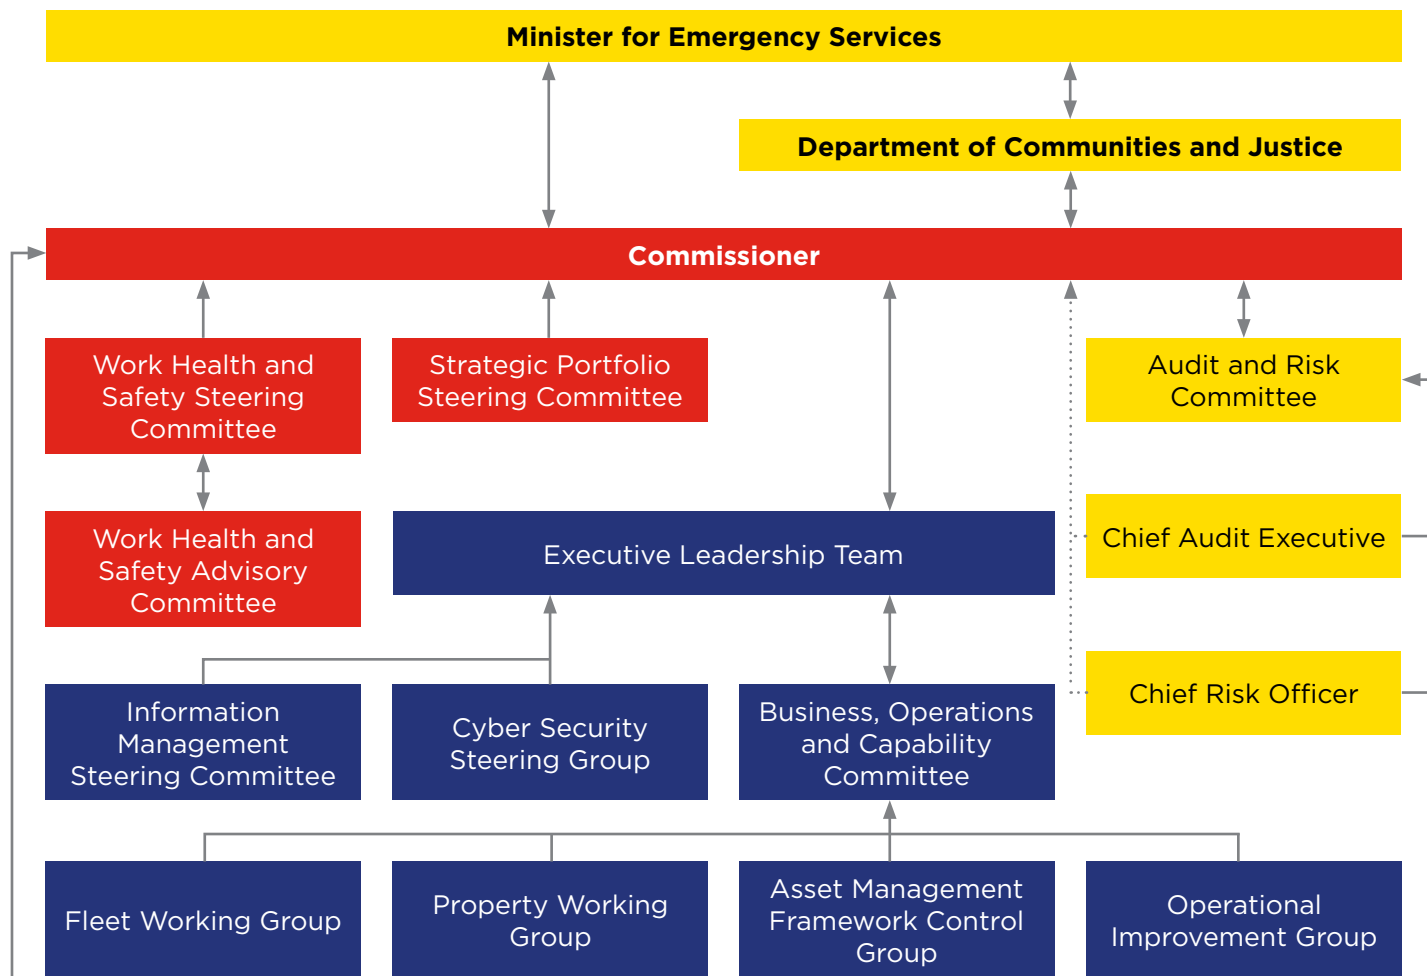 Minister for Emergency Services
Department of Communities and Justice
Commissioner
Work Health and
Safety Steering
Committee
Strategic Portfolio
Steering Committee
Audit and Risk
Committee
Work Health and
Safety Advisory
Committee
Executive Leadership Team
Chief Audit Executive
Chief Risk Officer
Information
Management
Steering Committee
Cyber Security
Steering Group
Business, Operations
and Capability
Committee
Fleet Working Group
Property Working
Group
Asset Management
Framework Control
Group
Operational
Improvement Group